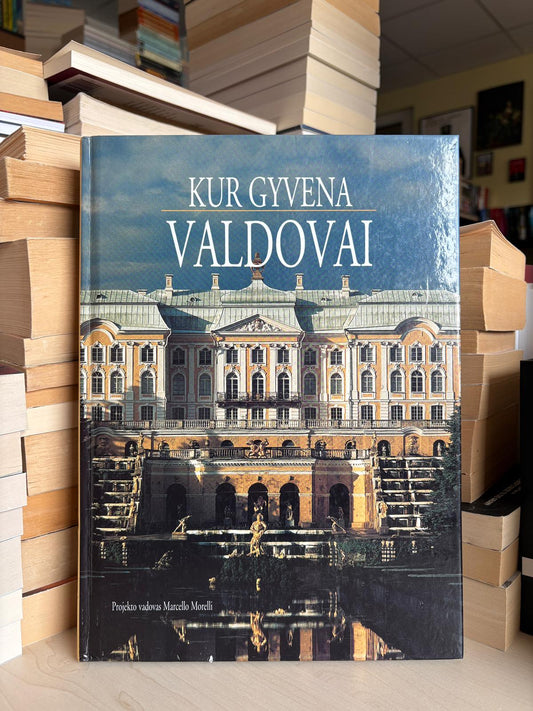 KUR GYVENA
VALDOVAI
Projekto vadovas Marcello Morelli